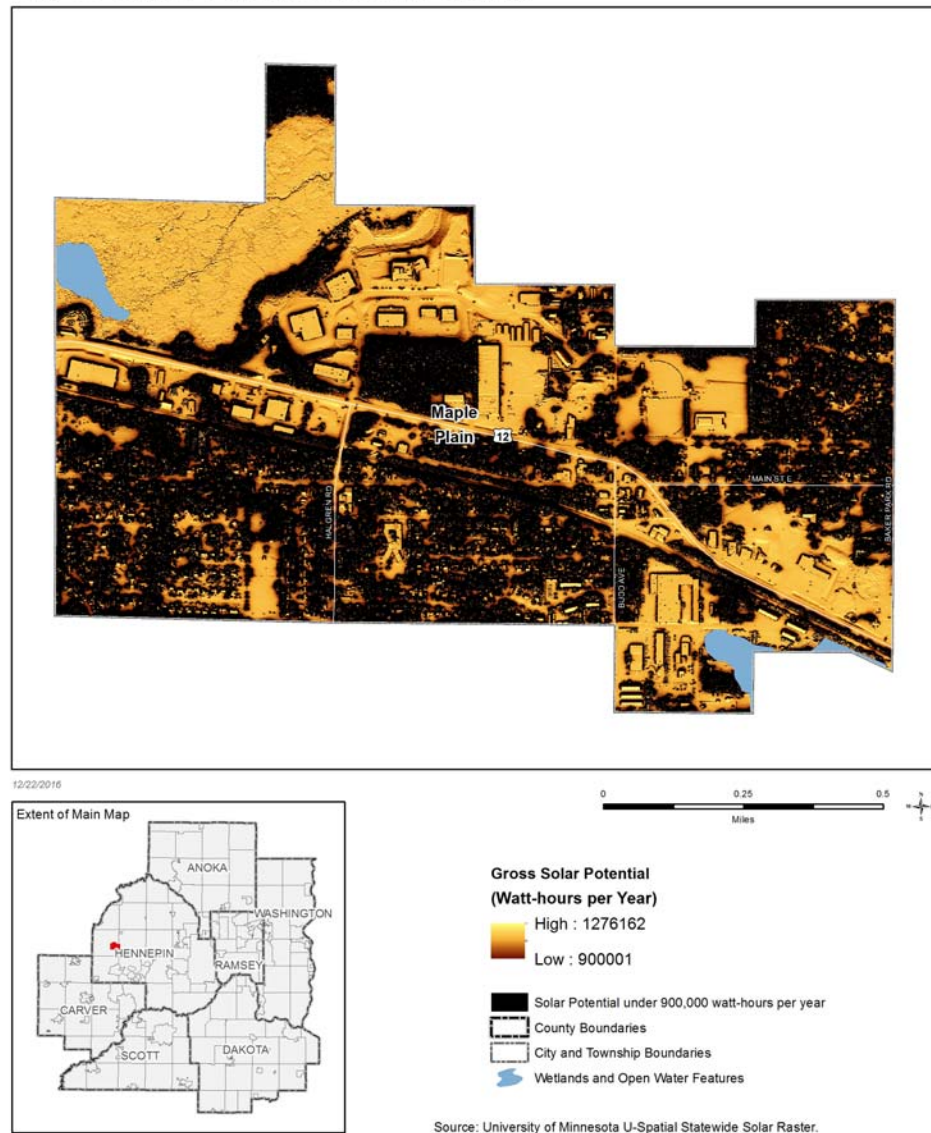 Maple
Plain
12
HALGREN RD
MAIN ST E
BUDD AVE
BAKER PARK RD
12/22/2016
0 0.25 0.5
Miles
N
W E
S
Extent of Main Map
ANOKA
WASHINGTON
HENNEPIN
RAMSEY
CARVER
SCOTT
DAKOTA
Gross Solar Potential
(Watt-hours per Year)
High : 1276162
Low : 900001
Solar Potential under 900,000 watt-hours per year
County Boundaries
City and Township Boundaries
Wetlands and Open Water Features
Source: University of Minnesota U-Spatial Statewide Solar Raster.